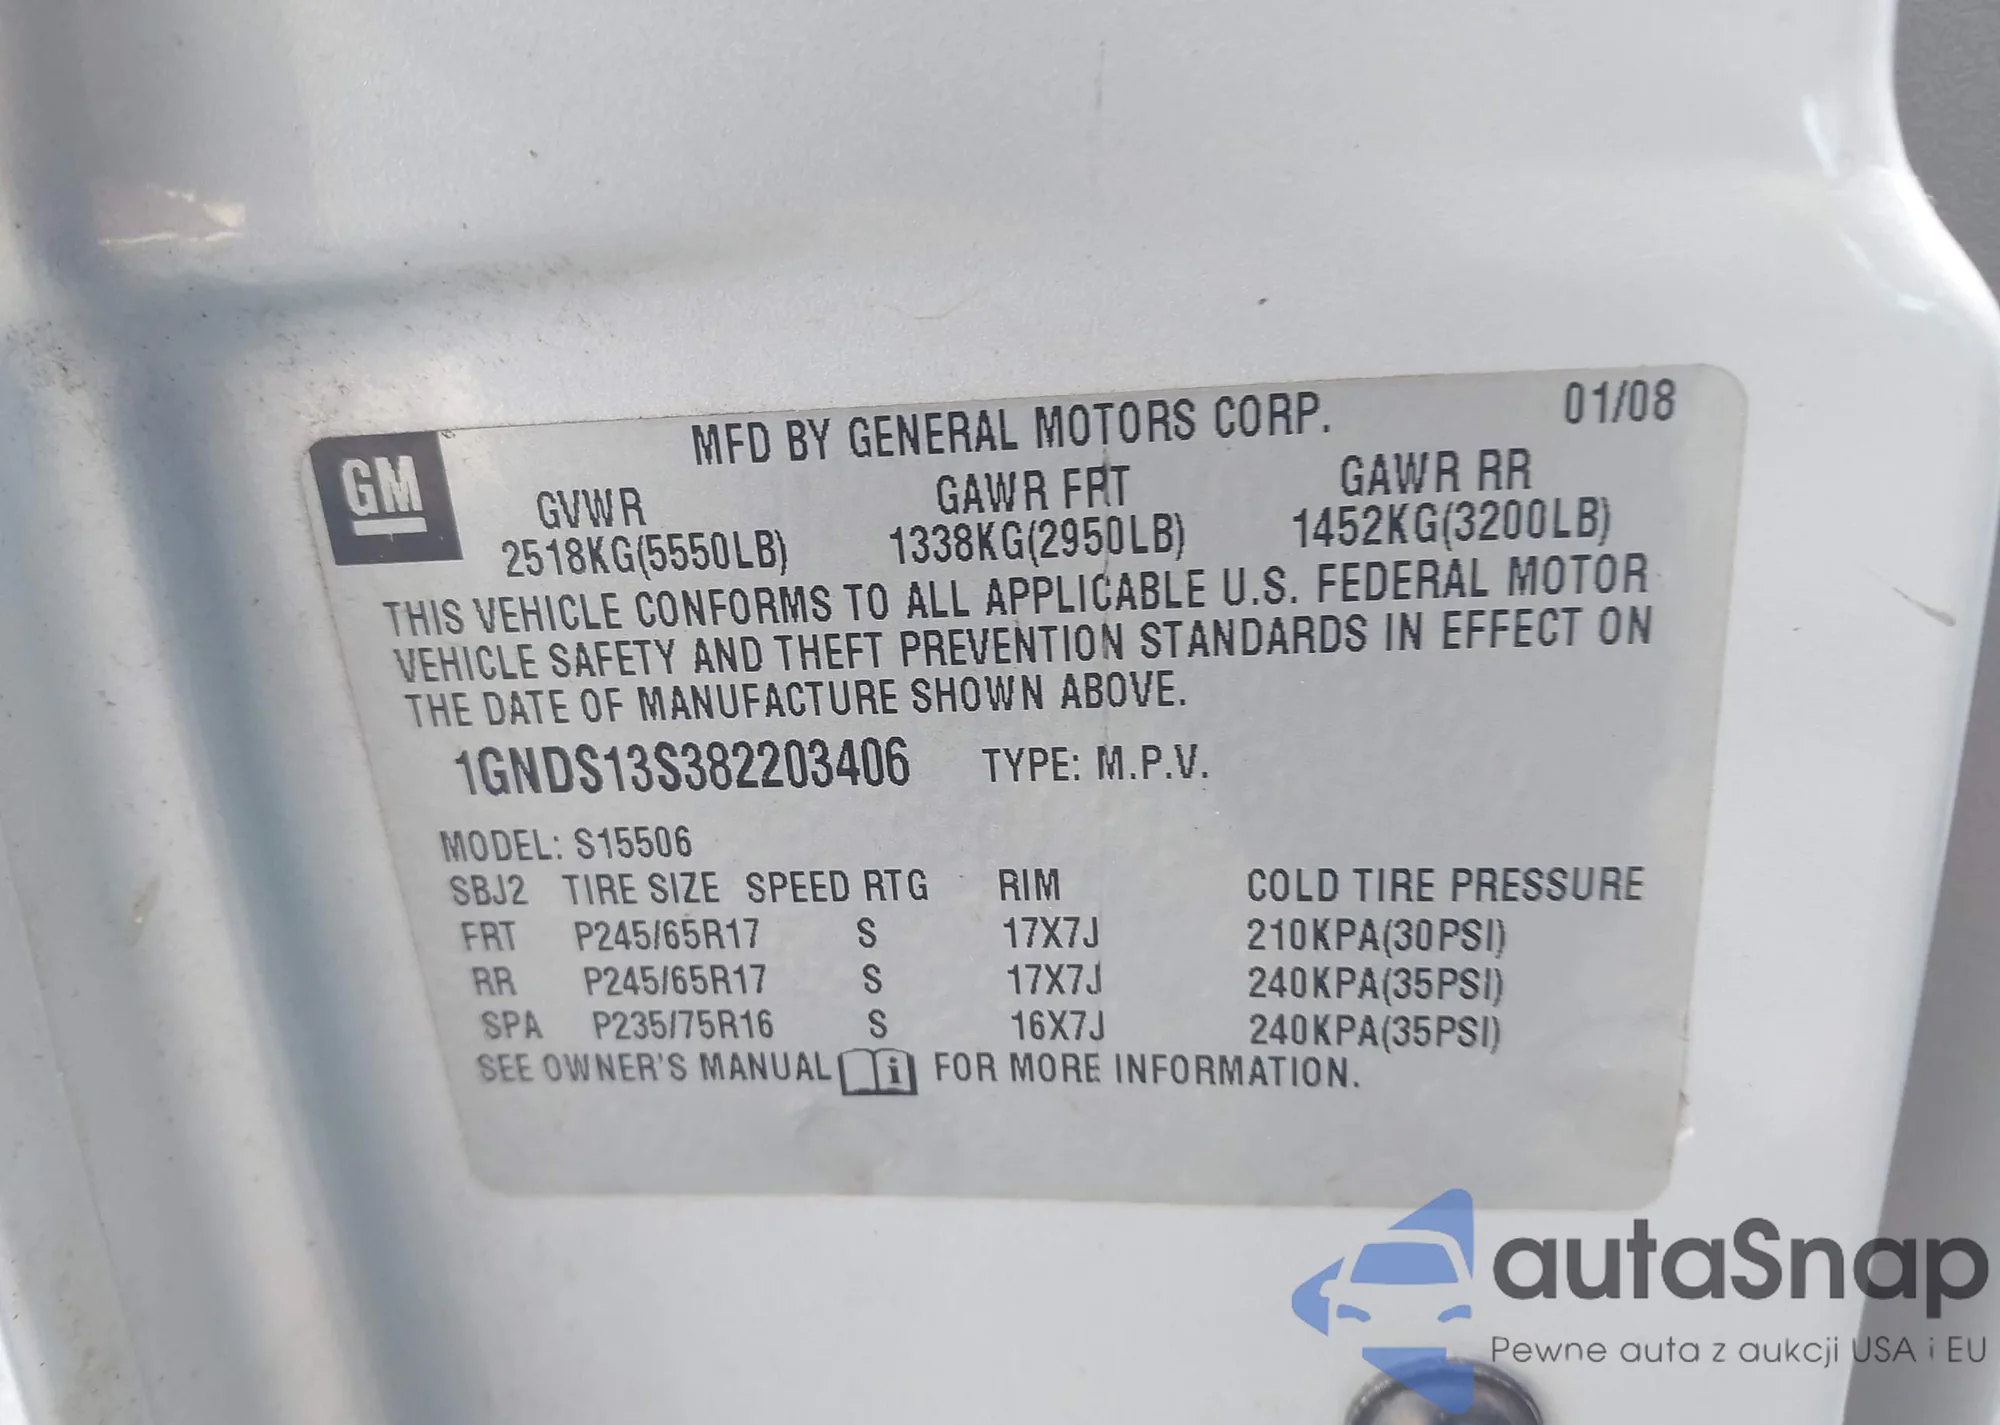 MFD BY GENERAL MOTORS CORP. 01/08
GM
GVWR GAWR FRT GAWR RR
2518KG(5550LB) 1338KG(2950LB) 1452KG(3200LB)
THIS VEHICLE CONFORMS TO ALL APPLICABLE U.S. FEDERAL MOTOR
VEHICLE SAFETY AND THEFT PREVENTION STANDARDS IN EFFECT ON
THE DATE OF MANUFACTURE SHOWN ABOVE.
1GNDS13S382203406 TYPE: M.P.V.
MODEL: S15506
SBJ2 TIRE SIZE SPEED RTG RIM COLD TIRE PRESSURE
FRT P245/65R17 S 17X7J 210KPA(30PSI)
RR P245/65R17 S 17X7J 240KPA(35PSI)
SPA P235/75R16 S 16X7J 240KPA(35PSI)
SEE OWNER'S MANUAL i FOR MORE INFORMATION.
autaSnap
Pewne auta z aukcji USA i EU